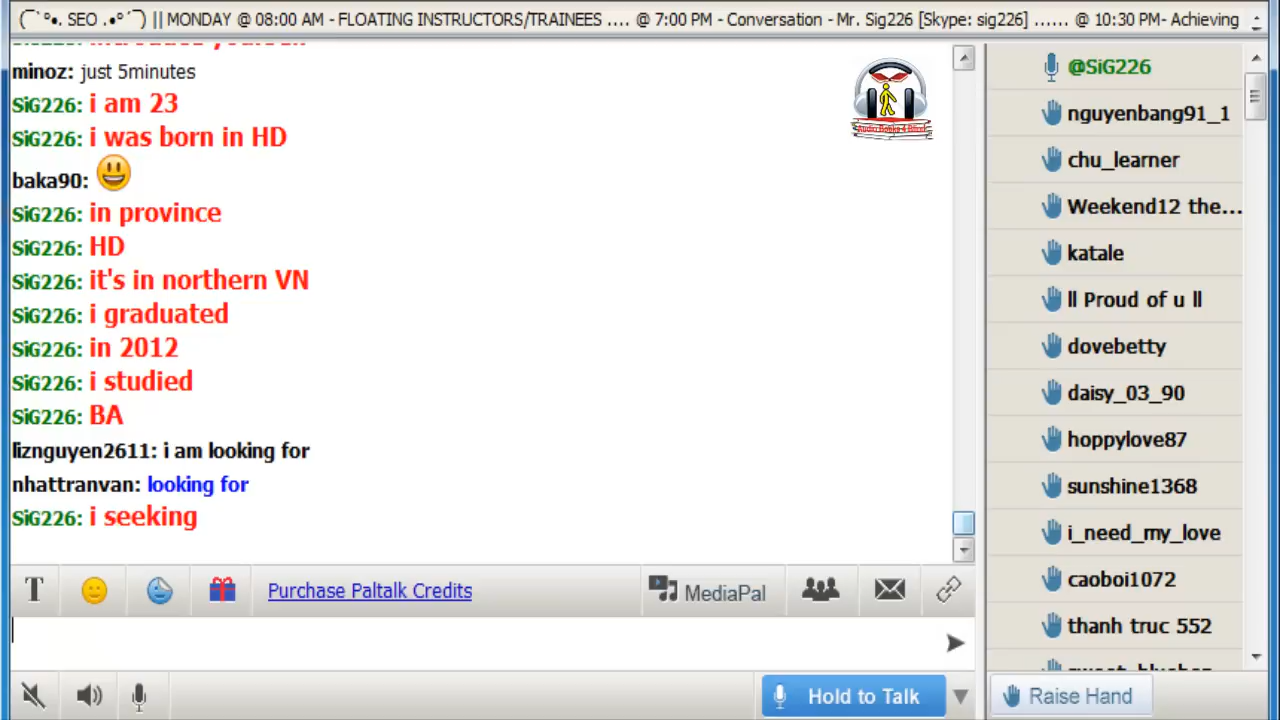 (¯`°•. SEO .•°´¯) || MONDAY @ 08:00 AM - FLOATING INSTRUCTORS/TRAINEES .... @ 7:00 PM - Conversation - Mr. Sig226 [Skype: sig226] ...... @ 10:30 PM- Achieving
minoz: just 5minutes
SiG226: i am 23
SiG226: i was born in HD
baka90:
SiG226: in province
SiG226: HD
SiG226: it's in northern VN
SiG226: i graduated
SiG226: in 2012
SiG226: i studied
SiG226: BA
liznguyen2611: i am looking for
nhattranvan: looking for
SiG226: i seeking
T
Purchase Paltalk Credits
MediaPal
Hold to Talk
@SiG226
nguyenbang91_1
chu_learner
Weekend12 the...
katale
ll Proud of u ll
dovebetty
daisy_03_90
hoppylove87
sunshine1368
i_need_my_love
caoboi1072
thanh truc 552
Raise Hand